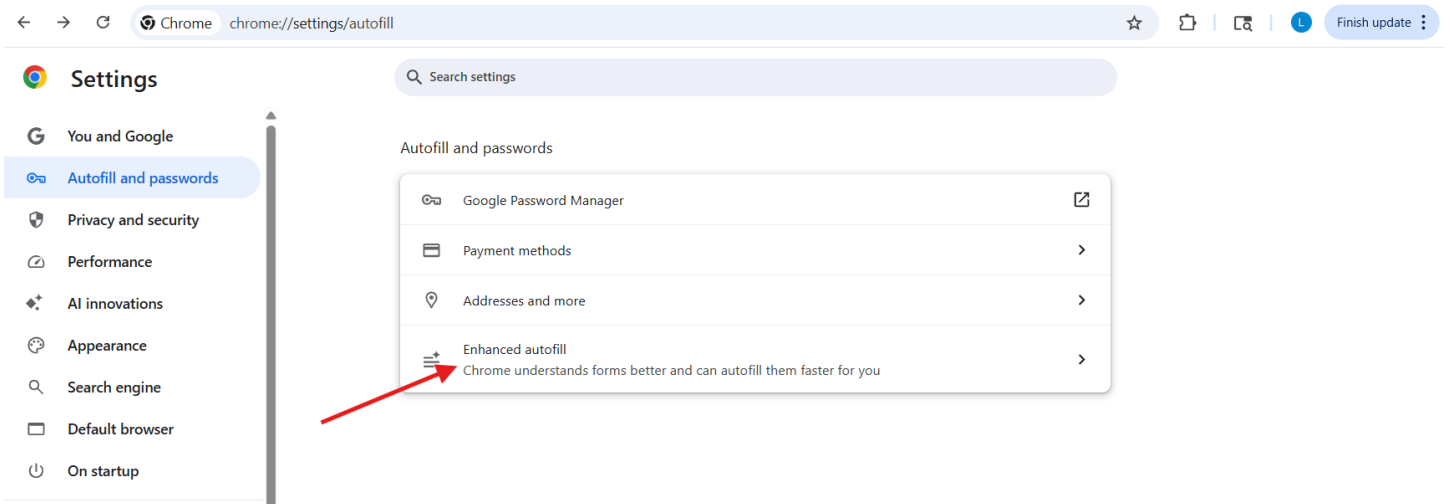 Chrome chrome://settings/autofill L Finish update
Settings
Search settings
You and Google
Autofill and passwords
Privacy and security
Performance
AI innovations
Appearance
Search engine
Default browser
On startup
Autofill and passwords
Google Password Manager
Payment methods
Addresses and more
Enhanced autofill
Chrome understands forms better and can autofill them faster for you